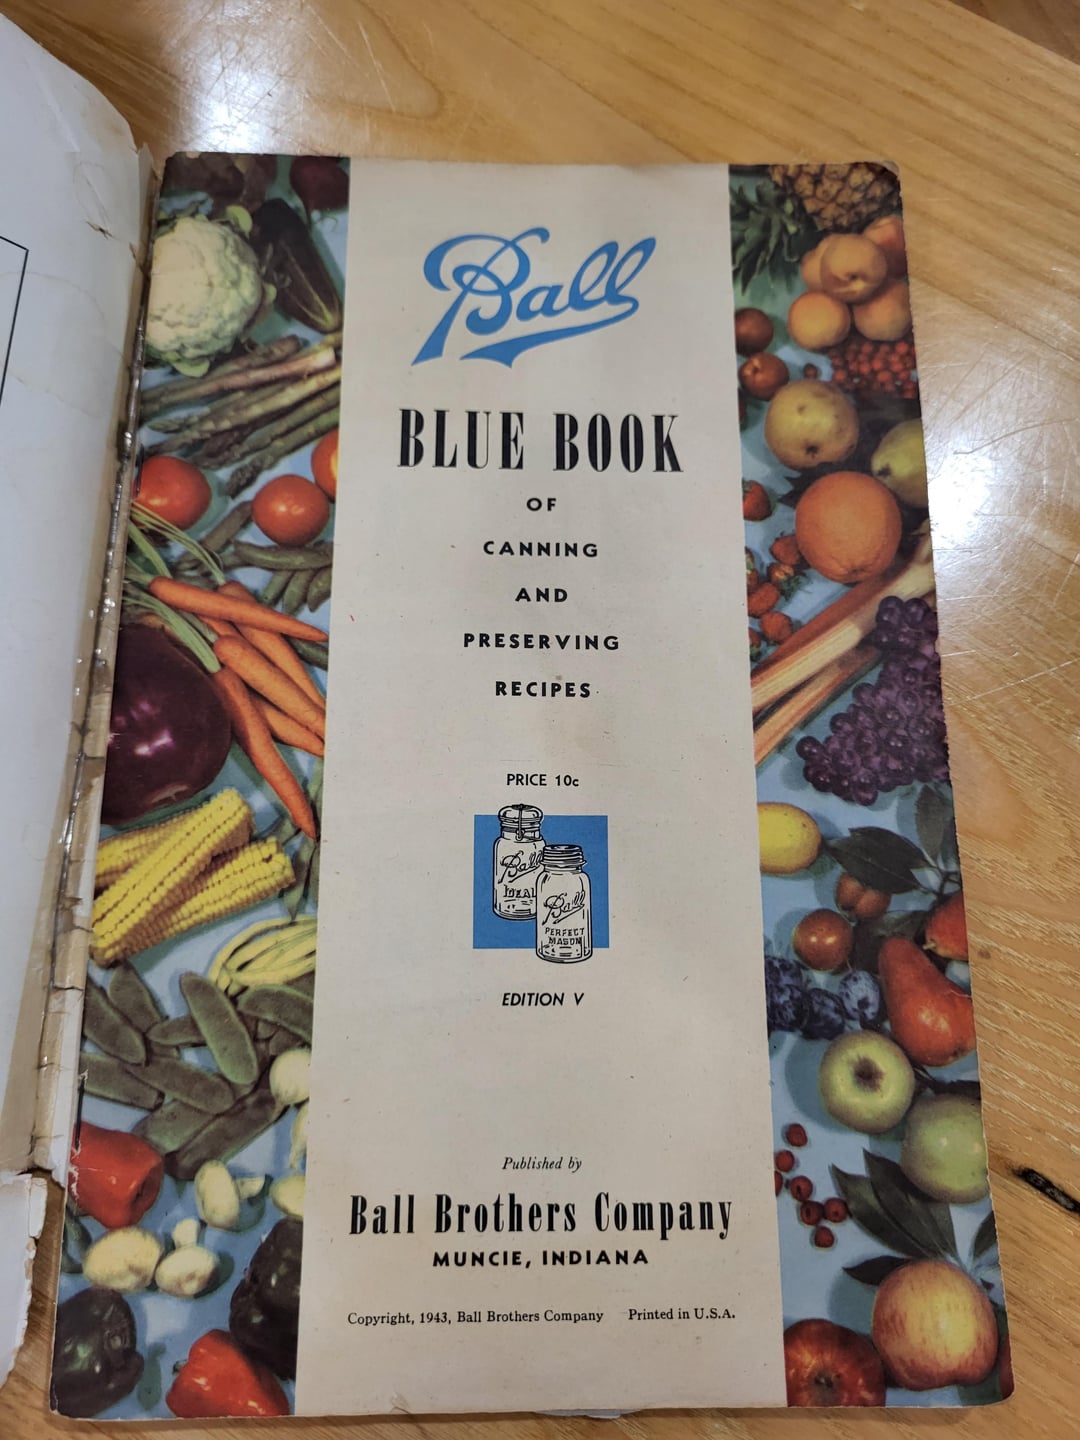 Ball
BLUE BOOK
OF
CANNING
AND
PRESERVING
RECIPES
PRICE 10c
Ball
IDEAL
Ball
PERFECT
MASON
EDITION V
Published by
Ball Brothers Company
MUNCIE, INDIANA
Copyright, 1943, Ball Brothers Company Printed in U.S.A.